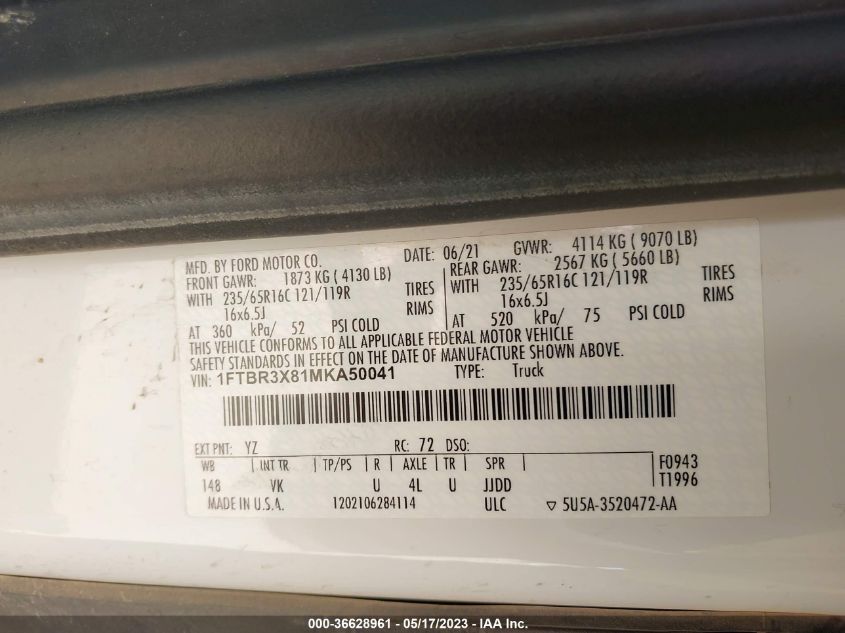 MFD. BY FORD MOTOR CO. DATE: 06/21 GVWR: 4114 KG ( 9070 LB)
FRONT GAWR: 1873 KG ( 4130 LB) REAR GAWR: 2567 KG ( 5660 LB)
WITH 235/65R16C 121/119R TIRES WITH 235/65R16C 121/119R TIRES
16x6.5J RIMS 16x6.5J RIMS
AT 360 kPa/ 52 PSI COLD AT 520 kPa/ 75 PSI COLD
THIS VEHICLE CONFORMS TO ALL APPLICABLE FEDERAL MOTOR VEHICLE
SAFETY STANDARDS IN EFFECT ON THE DATE OF MANUFACTURE SHOWN ABOVE.
VIN: 1FTBR3X81MKA50041 TYPE: Truck
EXT PNT: YZ RC: 72 DSO:
WB INT TR TP/PS R AXLE TR SPR F0943
148 VK U 4L U JJDD T1996
MADE IN U.S.A. 1202106284114 ULC ▽ 5U5A-3520472-AA
000-36628961 - 05/17/2023 - IAA Inc.